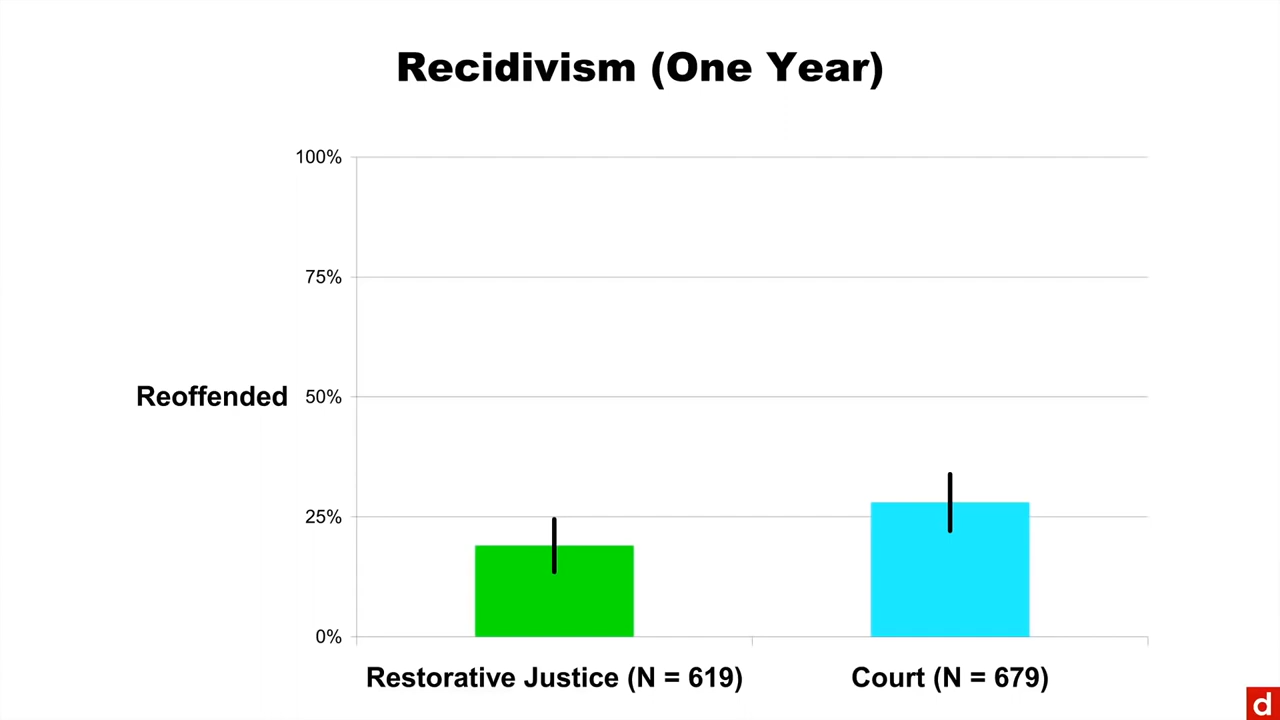 Recidivism (One Year)
100%
75%
Reoffended 50%
25%
0%
Restorative Justice (N = 619) Court (N = 679)
d